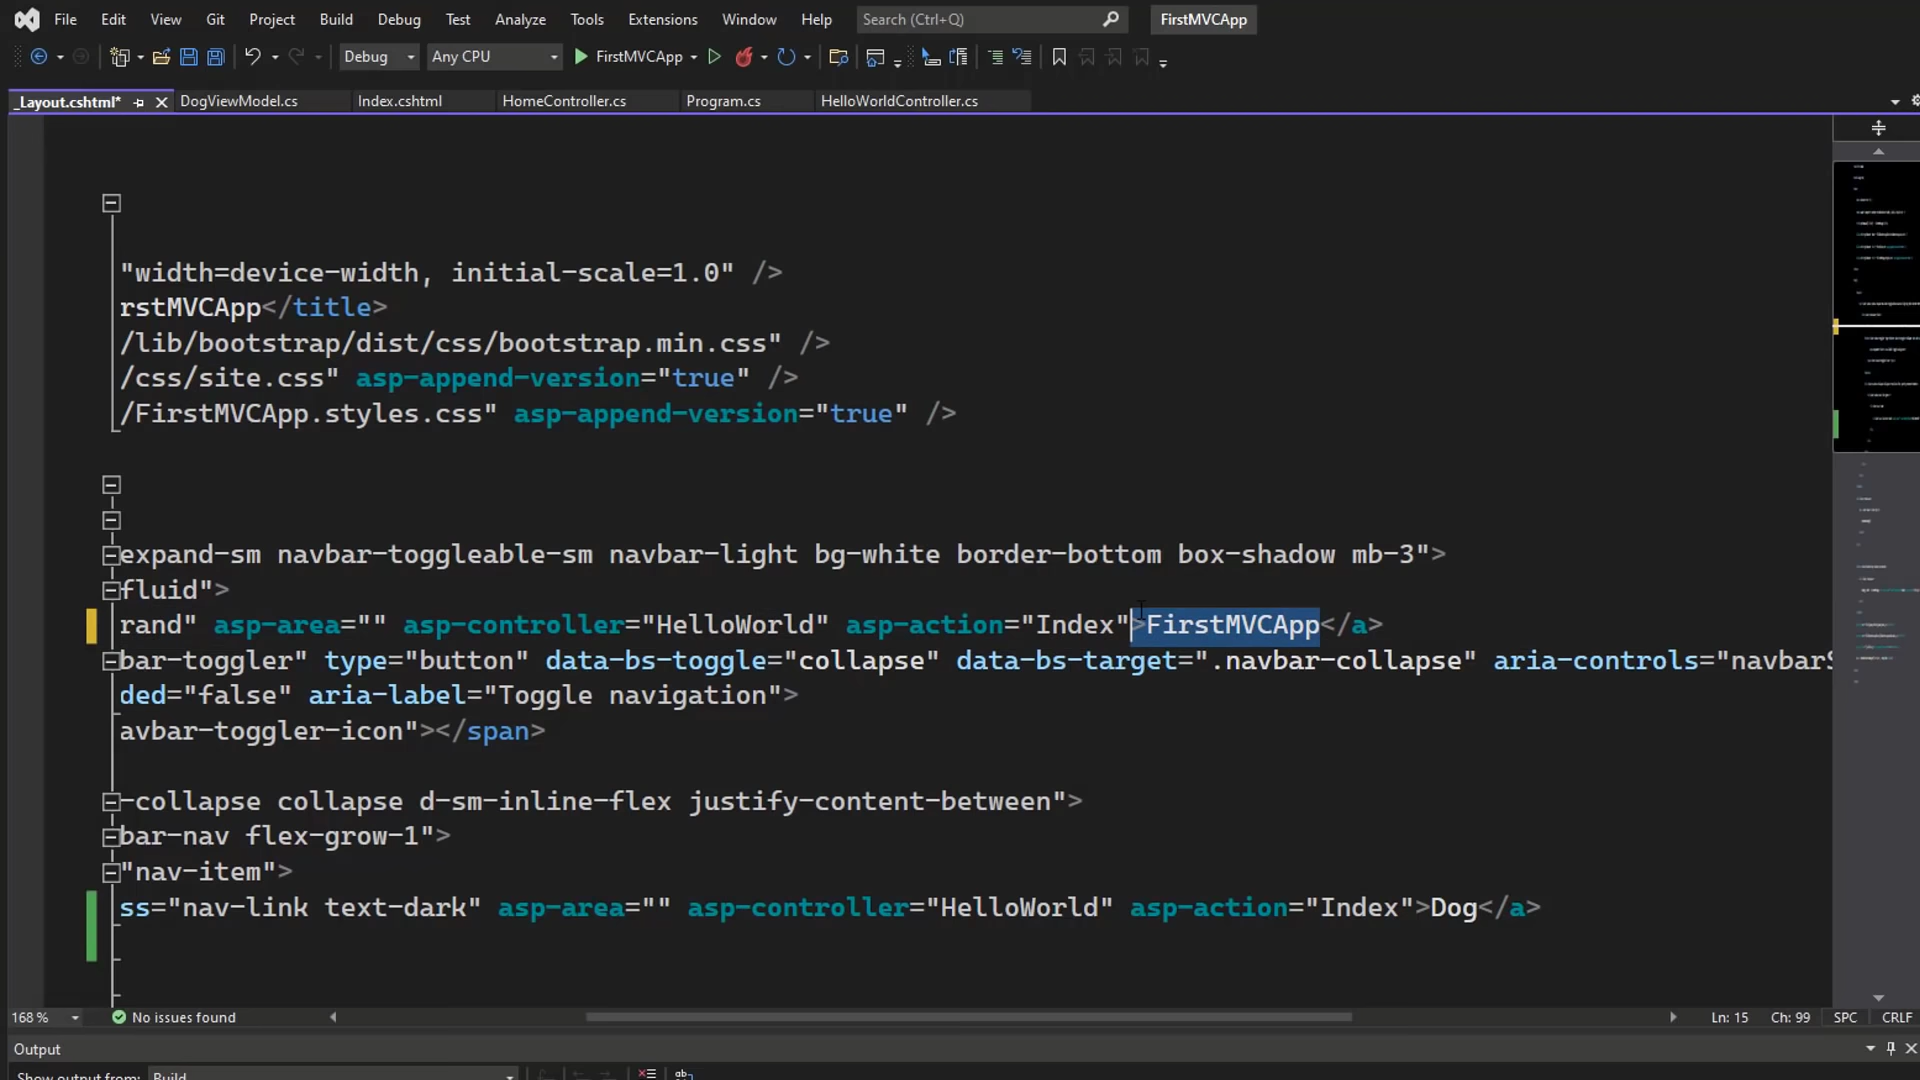 File Edit View Git Project Build Debug Test Analyze Tools Extensions Window Help Search (Ctrl+Q) FirstMVCApp
Debug Any CPU FirstMVCApp
_Layout.cshtml* DogViewModel.cs Index.cshtml HomeController.cs Program.cs HelloWorldController.cs
"width=device-width, initial-scale=1.0" />
rstMVCApp</title>
/lib/bootstrap/dist/css/bootstrap.min.css" />
/css/site.css" asp-append-version="true" />
/FirstMVCApp.styles.css" asp-append-version="true" />
expand-sm navbar-toggleable-sm navbar-light bg-white border-bottom box-shadow mb-3">
fluid">
rand" asp-area="" asp-controller="HelloWorld" asp-action="Index">FirstMVCApp</a>
bar-toggler" type="button" data-bs-toggle="collapse" data-bs-target=".navbar-collapse" aria-controls="navbarS
ded="false" aria-label="Toggle navigation">
avbar-toggler-icon"></span>
-collapse collapse d-sm-inline-flex justify-content-between">
bar-nav flex-grow-1">
"nav-item">
ss="nav-link text-dark" asp-area="" asp-controller="HelloWorld" asp-action="Index">Dog</a>
168 % No issues found Ln: 15 Ch: 99 SPC CRLF
Output
Show output from: Build